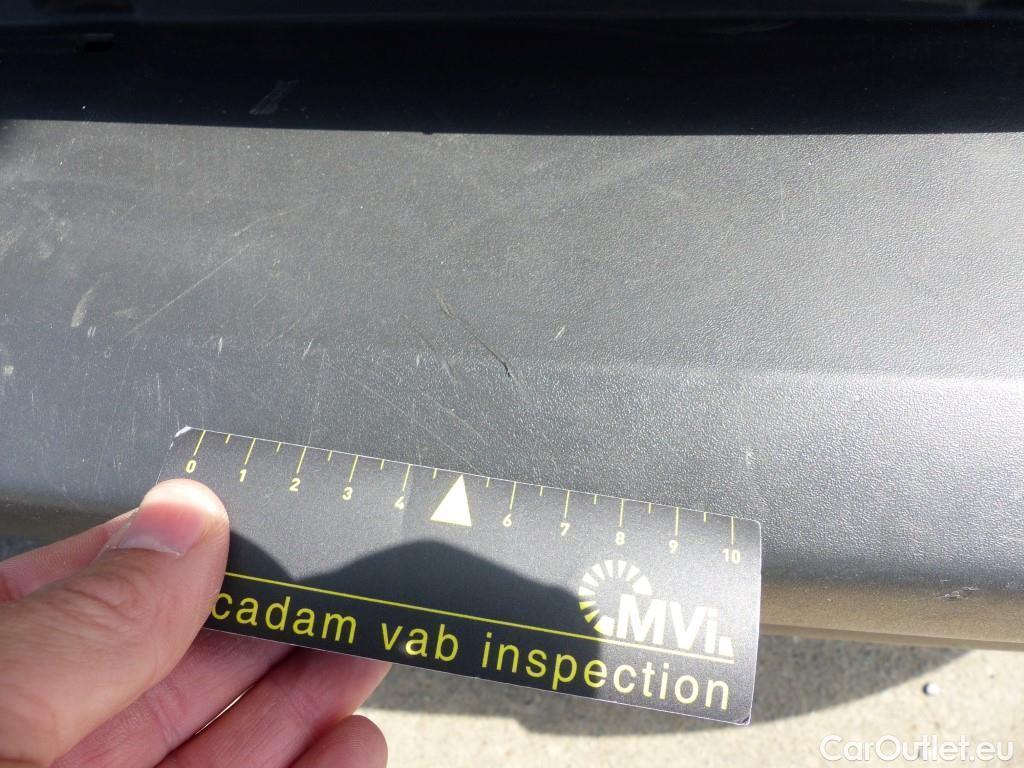 0 1 2 3 4 6 7 8 9 10
MVi
cadam vab inspection
CarOutlet.eu